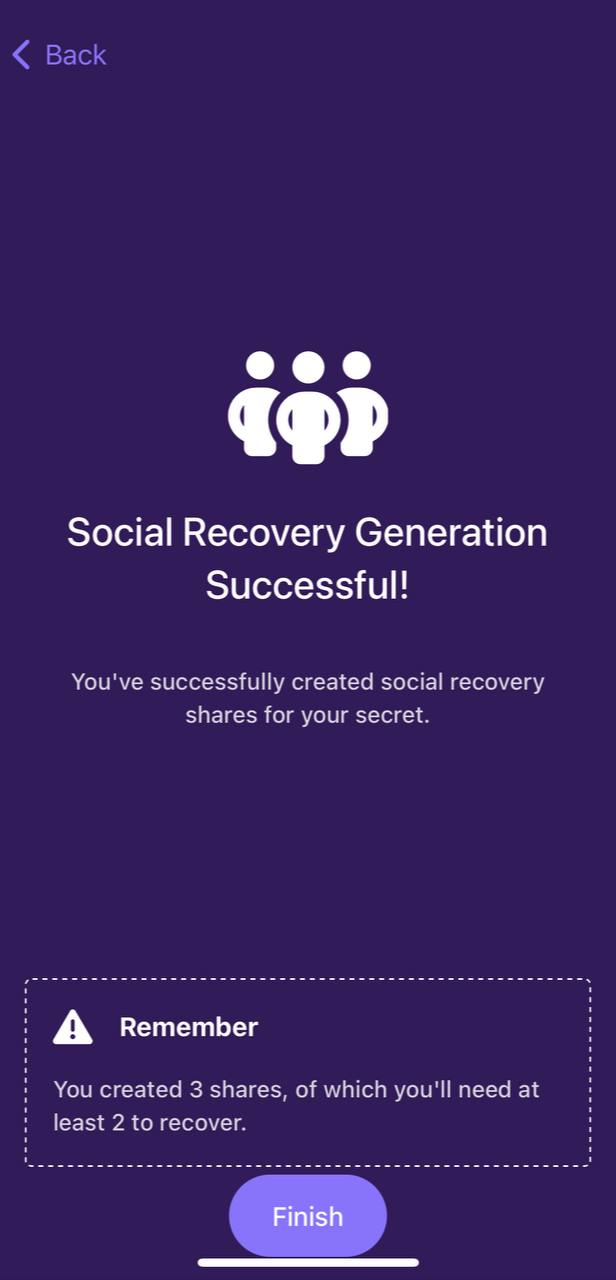 Back
Social Recovery Generation
Successful!
You've successfully created social recovery
shares for your secret.
Remember
You created 3 shares, of which you'll need at
least 2 to recover.
Finish